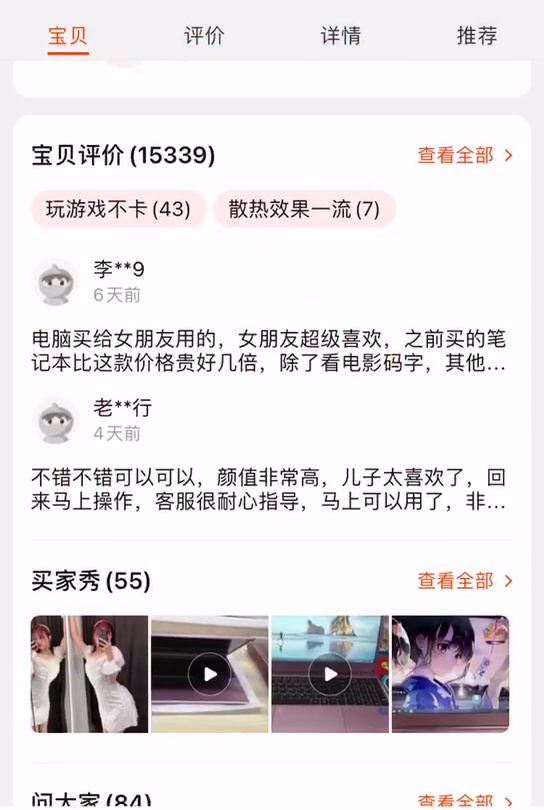 宝贝
评价
详情
推荐
宝贝评价(15339)
查看全部
玩游戏不卡(43)
散热效果一流(7)
李**9
6天前
电脑买给女朋友用的，女朋友超级喜欢，之前买的笔
记本比这款价格贵好几倍，除了看电影码字，其他...
老**行
4天前
不错不错可以可以，颜值非常高，儿子太喜欢了，回
来马上操作，客服很耐心指导，马上可以用了，非...
买家秀(55)
查看全部
问大家(84)
查看全部